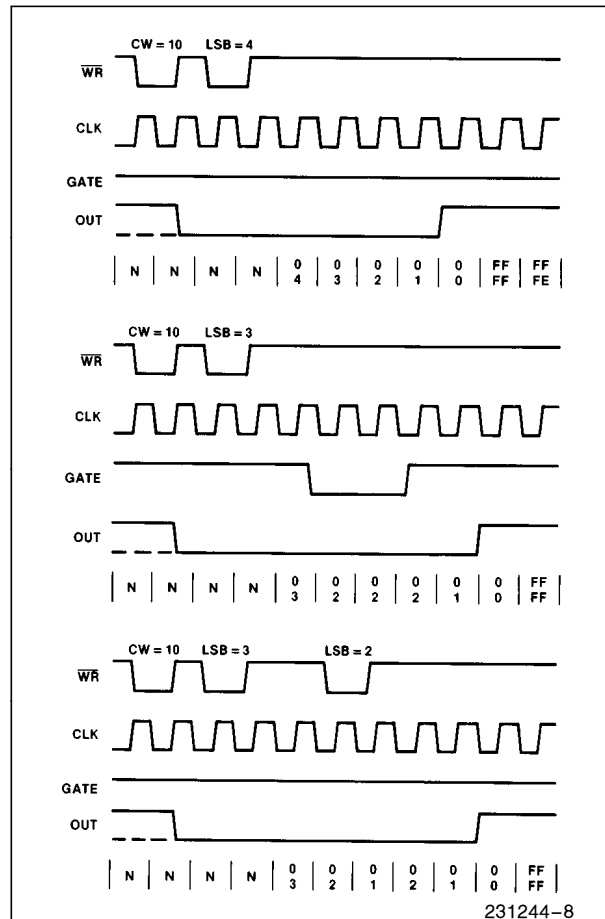 CW = 10 LSB = 4
WR
CLK
GATE
OUT
N N N N 0 0 0 0 0 FF FF
4 3 2 1 0 FF FE
CW = 10 LSB = 3
WR
CLK
GATE
OUT
N N N N 0 0 0 0 0 0 FF
3 2 2 2 1 0 FF
CW = 10 LSB = 3 LSB = 2
WR
CLK
GATE
OUT
N N N N 0 0 0 0 0 0 FF
3 2 1 2 1 0 FF
231244-8